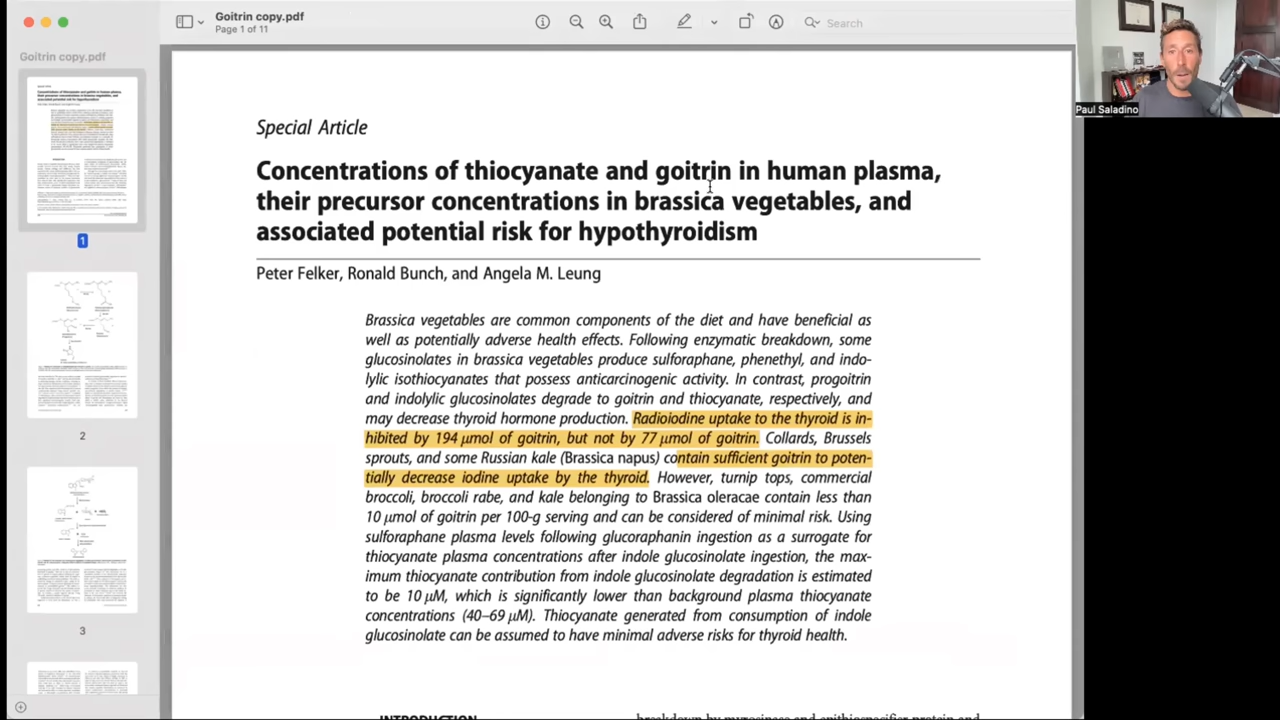 Goitrin copy.pdf
Page 1 of 11
Search
Paul Saladino
Goitrin copy.pdf
1
2
3
Special Article
Concentrations of thiocyanate and goitrin in human plasma,
their precursor concentrations in brassica vegetables, and
associated potential risk for hypothyroidism
Peter Felker, Ronald Bunch, and Angela M. Leung
Brassica vegetables are common components of the diet and have beneficial as
well as potentially adverse health effects. Following enzymatic breakdown, some
glucosinolates in brassica vegetables produce sulforaphane, phenethyl, and indo-
lylic isothiocyanates that possess anticarcinogenic activity. In contrast, progoitrin
and indolylic glucosinolates degrade to goitrin and thiocyanate, respectively, and
may decrease thyroid hormone production. Radioiodine uptake to the thyroid is in-
hibited by 194 μmol of goitrin, but not by 77 μmol of goitrin. Collards, Brussels
sprouts, and some Russian kale (Brassica napus) contain sufficient goitrin to poten-
tially decrease iodine uptake by the thyroid. However, turnip tops, commercial
broccoli, broccoli rabe, and kale belonging to Brassica oleracae contain less than
10 μmol of goitrin per 100-g serving and can be considered of minimal risk. Using
sulforaphane plasma levels following glucoraphanin ingestion as a surrogate for
thiocyanate plasma concentrations after indole glucosinolate ingestion, the max-
imum thiocyanate contribution from indole glucosinolate degradation is estimated
to be 10 μM, which is significantly lower than background plasma thiocyanate
concentrations (40–69 μM). Thiocyanate generated from consumption of indole
glucosinolate can be assumed to have minimal adverse risks for thyroid health.
INTRODUCTION
breakdown by myrosinase and epithiospecifier protein and